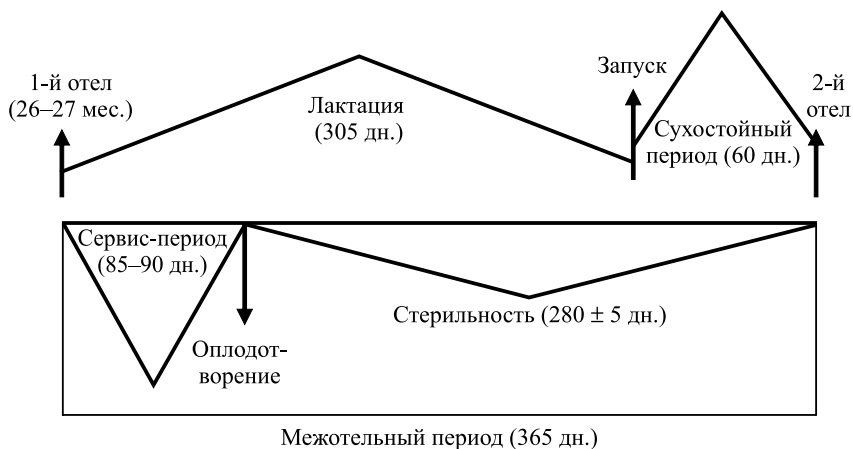 1-й отел
(26–27 мес.)
Лактация
(305 дн.)
Запуск
Сухостойный
период (60 дн.)
2-й
отел
Сервис-период
(85–90 дн.)
Оплодот-
ворение
Стерильность (280 ± 5 дн.)
Межотельный период (365 дн.)